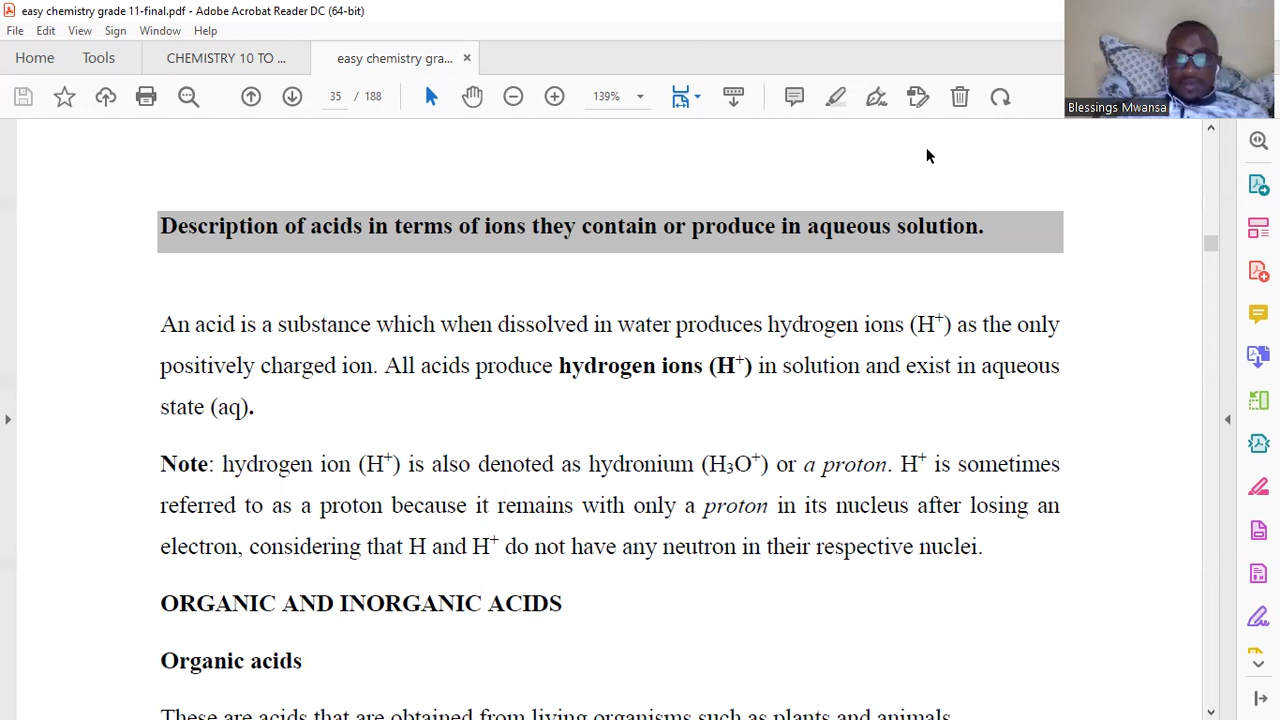 easy chemistry grade 11-final.pdf - Adobe Acrobat Reader DC (64-bit)
File Edit View Sign Window Help
Home Tools CHEMISTRY 10 TO ... easy chemistry gra... ×
35 / 188 139%
Blessings Mwansa
Description of acids in terms of ions they contain or produce in aqueous solution.
An acid is a substance which when dissolved in water produces hydrogen ions (H⁺) as the only
positively charged ion. All acids produce hydrogen ions (H⁺) in solution and exist in aqueous
state (aq).
Note: hydrogen ion (H⁺) is also denoted as hydronium (H₃O⁺) or a proton. H⁺ is sometimes
referred to as a proton because it remains with only a proton in its nucleus after losing an
electron, considering that H and H⁺ do not have any neutron in their respective nuclei.
ORGANIC AND INORGANIC ACIDS
Organic acids
These are acids that are obtained from living organisms such as plants and animals.